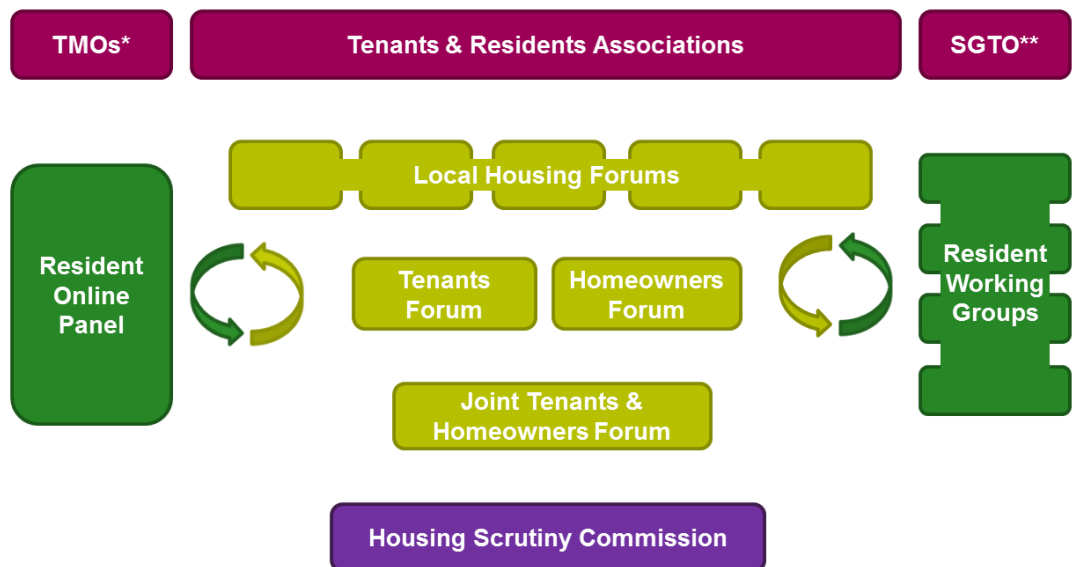 TMOs*
Tenants & Residents Associations
SGTO**
Local Housing Forums
Resident
Online
Panel
Tenants
Forum
Homeowners
Forum
Resident
Working
Groups
Joint Tenants &
Homeowners Forum
Housing Scrutiny Commission